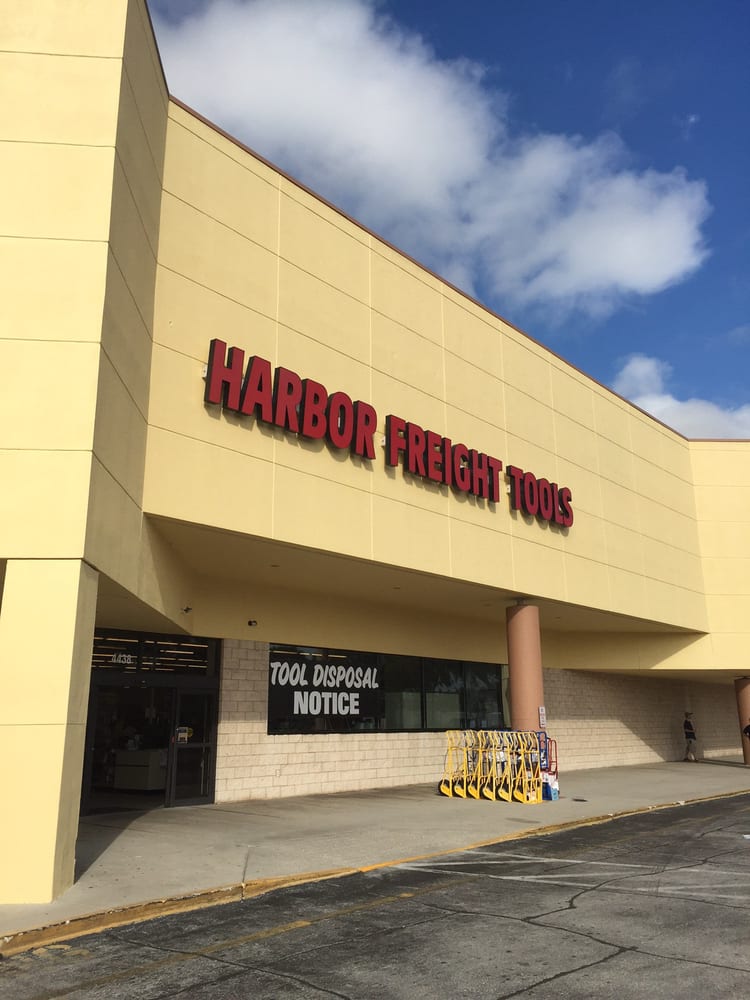 HARBOR FREIGHT TOOLS
4438
TOOL DISPOSAL
NOTICE